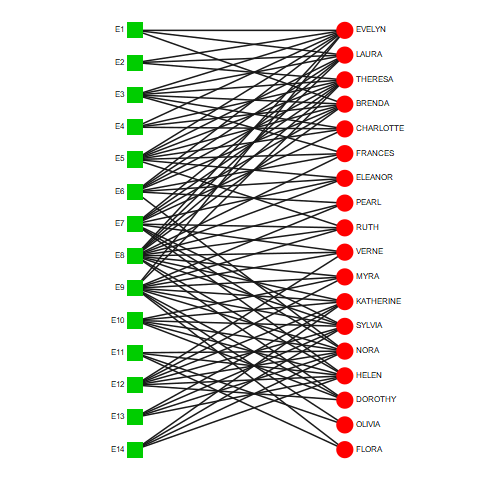 E1 EVELYN
E2 LAURA
E3 THERESA
E4 BRENDA
E5 CHARLOTTE
E6 FRANCES
E7 ELEANOR
E8 PEARL
E9 RUTH
E10 VERNE
E11 MYRA
E12 KATHERINE
E13 SYLVIA
E14 NORA
HELEN
DOROTHY
OLIVIA
FLORA